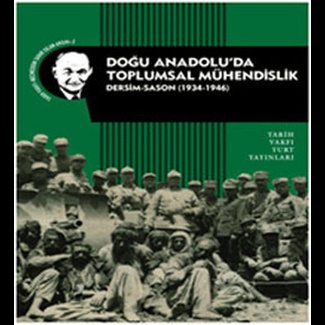 DOĞU ANADOLU'DA
TOPLUMSAL MÜHENDİSLİK
DERSİM-SASON (1934-1946)
TARİH
VAKFI
YURT
YAYINLARI